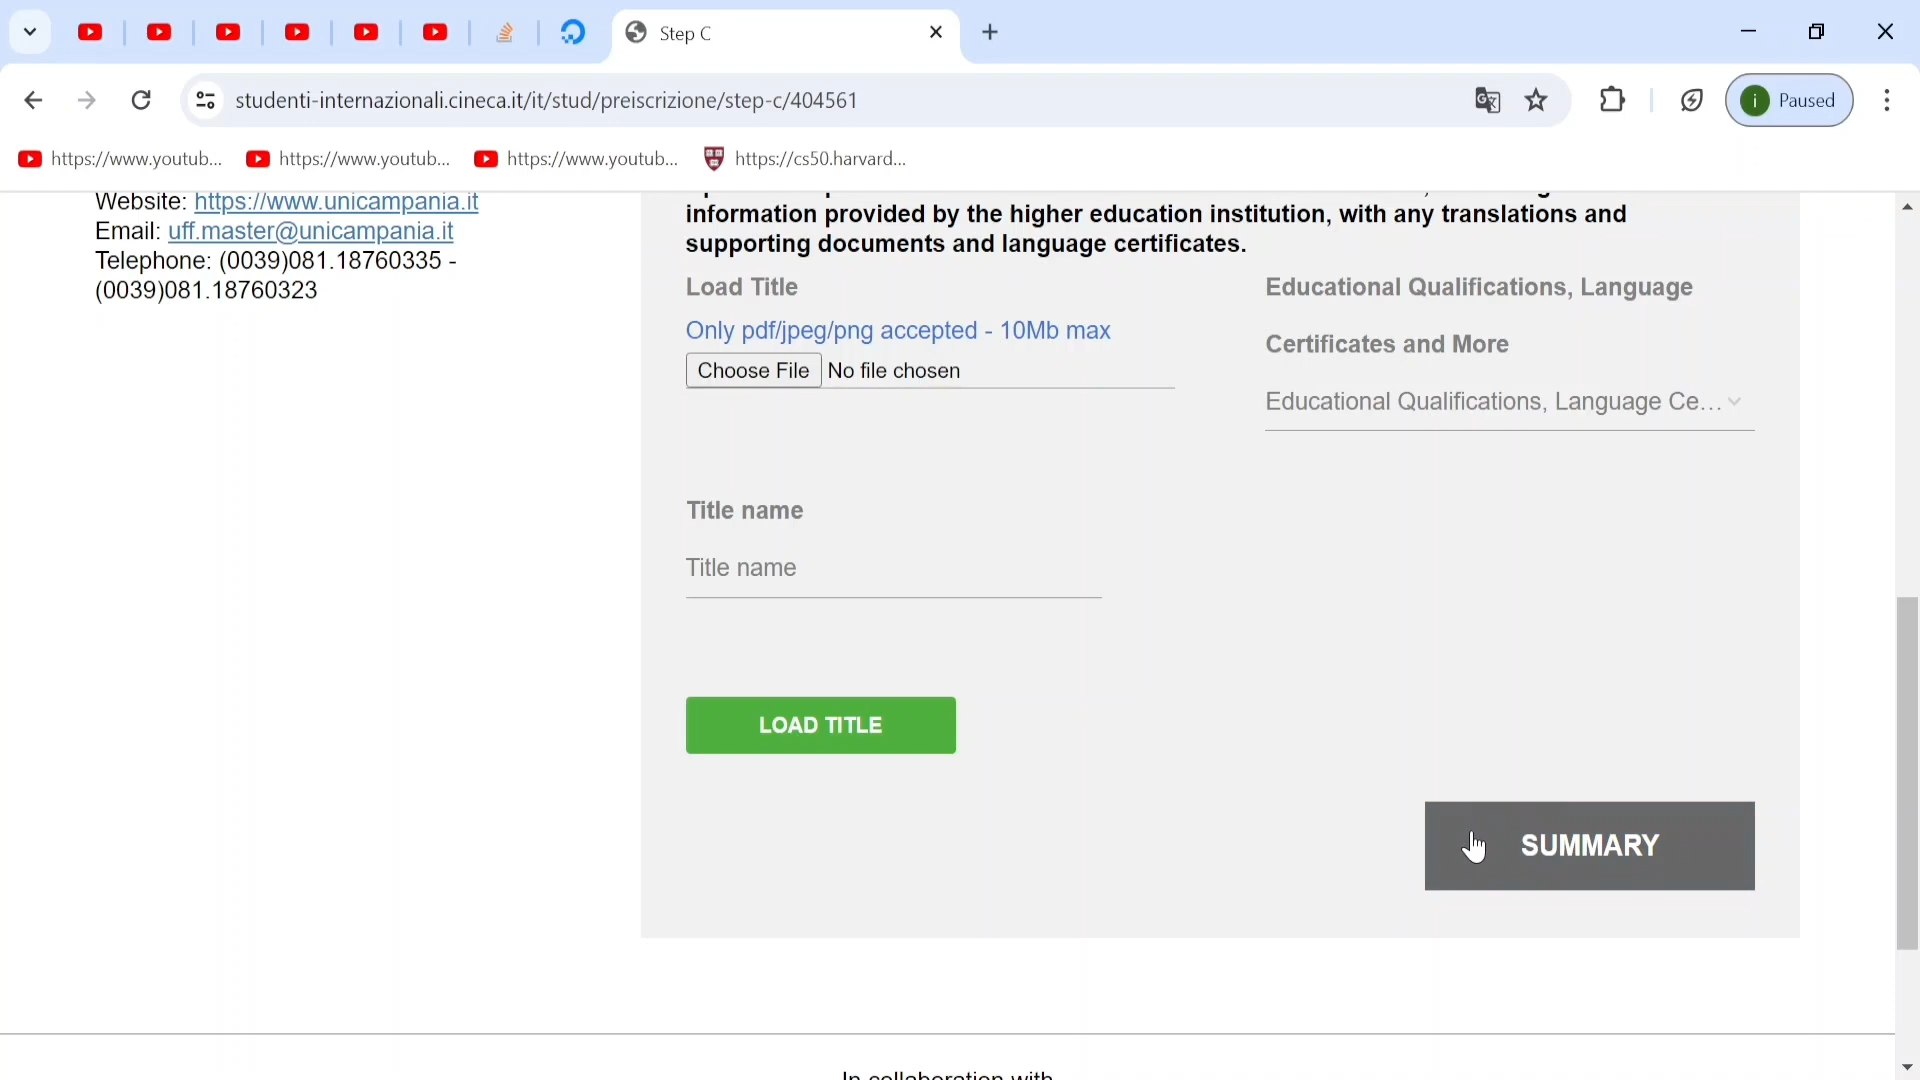 Step C
studenti-internazionali.cineca.it/it/stud/preiscrizione/step-c/404561
i Paused
https://www.youtub... https://www.youtub... https://www.youtub... https://cs50.harvard...
Website: https://www.unicampania.it
Email: uff.master@unicampania.it
Telephone: (0039)081.18760335 -
(0039)081.18760323
information provided by the higher education institution, with any translations and
supporting documents and language certificates.
Load Title
Only pdf/jpeg/png accepted - 10Mb max
Choose File No file chosen
Educational Qualifications, Language
Certificates and More
Educational Qualifications, Language Ce...
Title name
Title name
LOAD TITLE
SUMMARY
In collaboration with